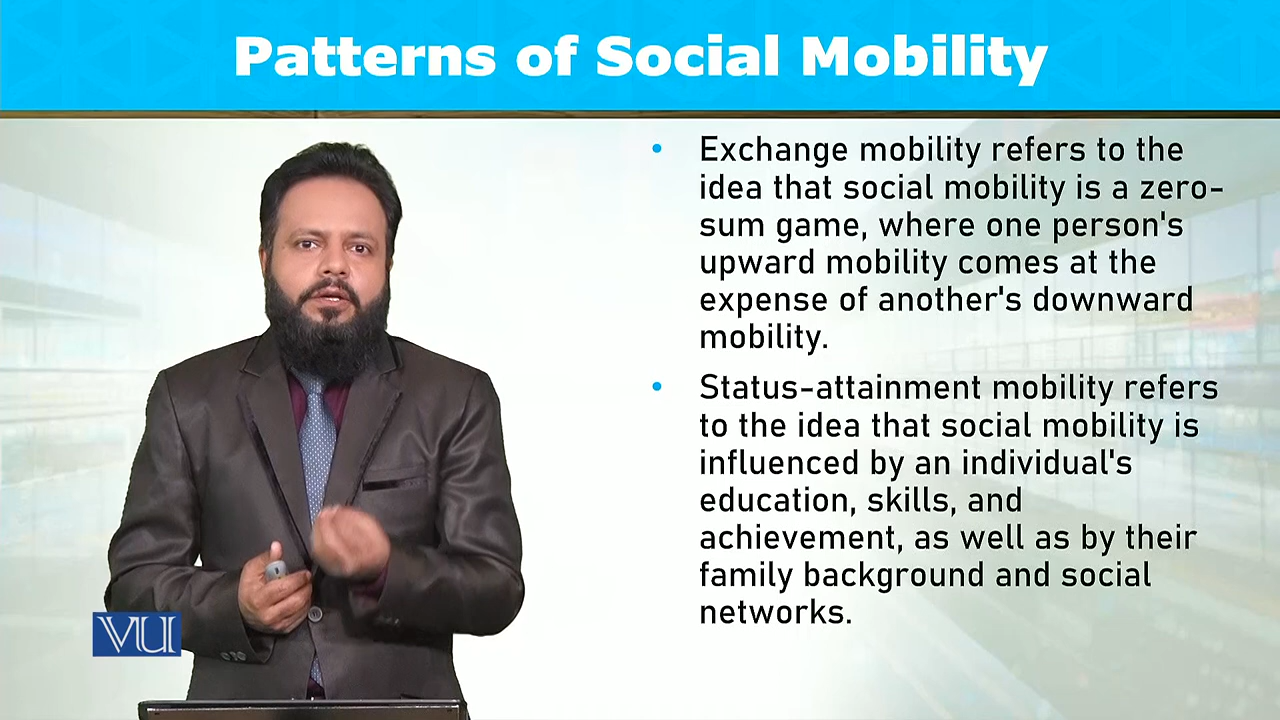 Patterns of Social Mobility
• Exchange mobility refers to the
idea that social mobility is a zero-
sum game, where one person's
upward mobility comes at the
expense of another's downward
mobility.
• Status-attainment mobility refers
to the idea that social mobility is
influenced by an individual's
education, skills, and
achievement, as well as by their
family background and social
networks.
VU